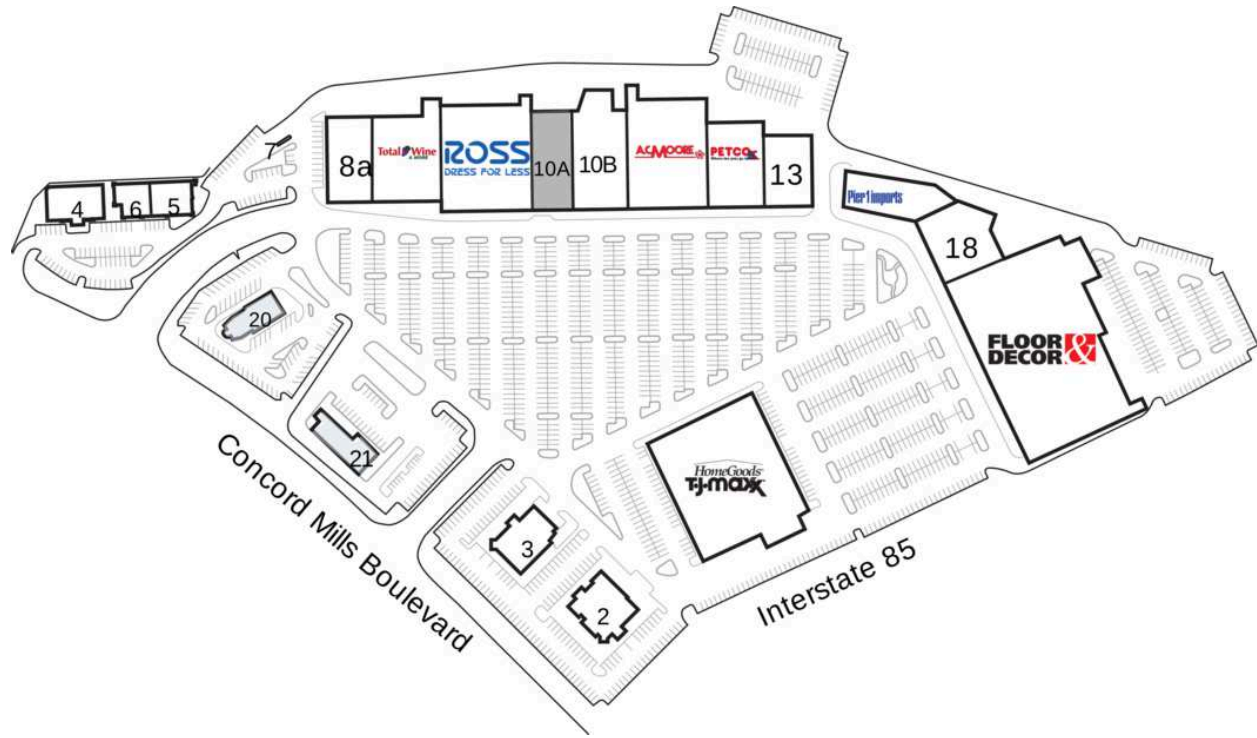 7
8a
Total Wine
& MORE
ROSS
DRESS FOR LESS
10A
10B
A.C.MOORE
PETCO
13
4
6
5
Pier 1 imports
18
20
FLOOR &
DECOR
21
HomeGoods
T·J·maxx
3
2
Concord Mills Boulevard
Interstate 85